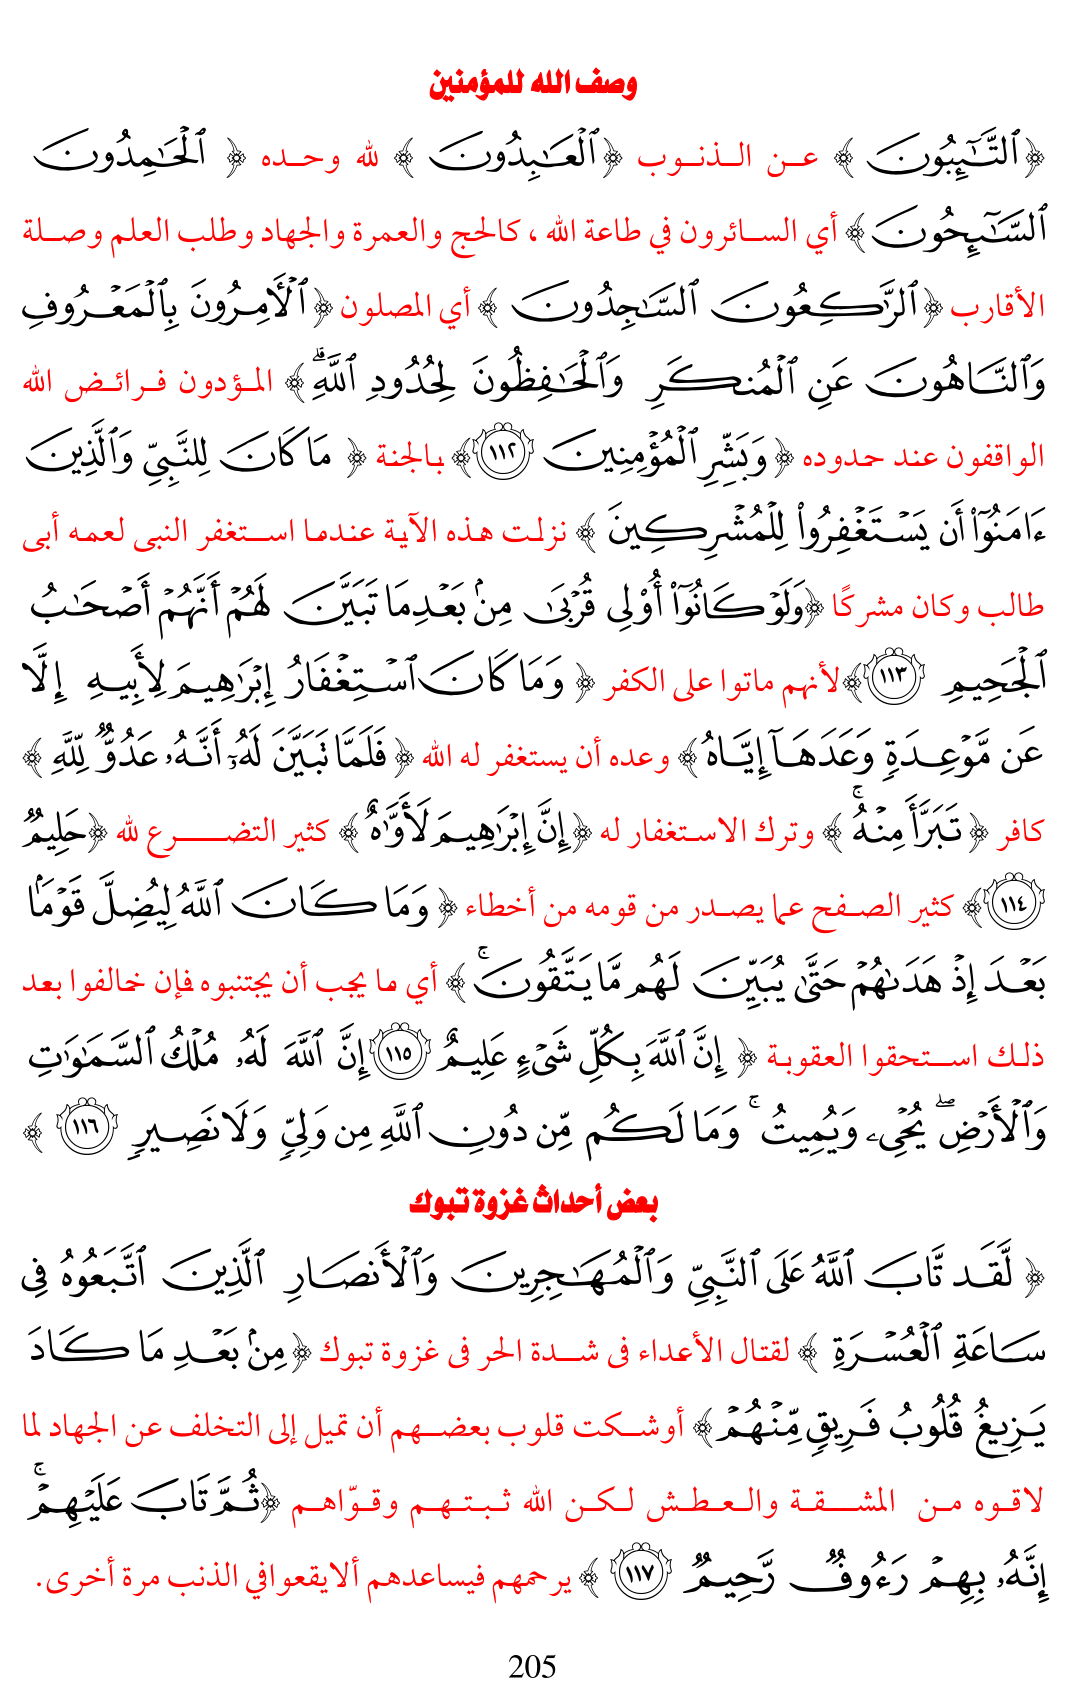 وصف الله للمؤمنين
﴿ٱلتَّـٰٓئِبُونَ ﴾ عن الذنوب ﴿ٱلْعَـٰبِدُونَ ﴾ لله وحده ﴿ ٱلْحَـٰمِدُونَ
ٱلسَّـٰٓئِحُونَ﴾ أي السائرون في طاعة الله ، كالحج والعمرة والجهاد وطلب العلم وصلة
الأقارب ﴿ٱلرَّٰكِعُونَ ٱلسَّـٰجِدُونَ ﴾ أي المصلون ﴿ٱلْـَٔامِرُونَ بِٱلْمَعْرُوفِ
وَٱلنَّاهُونَ عَنِ ٱلْمُنكَرِ وَٱلْحَـٰفِظُونَ لِحُدُودِ ٱللَّهِۗ ﴾ المؤدون فرائض الله
الواقفون عند حدوده ﴿ وَبَشِّرِ ٱلْمُؤْمِنِينَ ١١٢﴾ بالجنة ﴿ مَا كَانَ لِلنَّبِىِّ وَٱلَّذِينَ
ءَامَنُوٓا۟ أَن يَسْتَغْفِرُوا۟ لِلْمُشْرِكِينَ ﴾ نزلت هذه الآية عندما استغفر النبى لعمه أبى
طالب وكان مشركًا ﴿وَلَوْ كَانُوٓا۟ أُو۟لِى قُرْبَىٰ مِنۢ بَعْدِ مَا تَبَيَّنَ لَهُمْ أَنَّهُمْ أَصْحَـٰبُ
ٱلْجَحِيمِ ١١٣﴾لأنهم ماتوا على الكفر ﴿ وَمَا كَانَ ٱسْتِغْفَارُ إِبْرَٰهِيمَ لِأَبِيهِ إِلَّا
عَن مَّوْعِدَةٍ وَعَدَهَآ إِيَّاهُ﴾ وعده أن يستغفر له الله ﴿ فَلَمَّا تَبَيَّنَ لَهُۥٓ أَنَّهُۥ عَدُوٌّ لِّلَّهِ ﴾
كافر ﴿ تَبَرَّأَ مِنْهُۚ ﴾ وترك الاستغفار له ﴿إِنَّ إِبْرَٰهِيمَ لَأَوَّٰهٌ ﴾ كثير التضرع لله ﴿حَلِيمٌ
١١٤﴾ كثير الصفح عما يصدر من قومه من أخطاء ﴿ وَمَا كَانَ ٱللَّهُ لِيُضِلَّ قَوْمًۢا
بَعْدَ إِذْ هَدَىٰهُمْ حَتَّىٰ يُبَيِّنَ لَهُم مَّا يَتَّقُونَۚ ﴾ أي ما يجب أن يجتنبوه فإن خالفوا بعد
ذلك استحقوا العقوبة ﴿ إِنَّ ٱللَّهَ بِكُلِّ شَىْءٍ عَلِيمٌ ١١٥ إِنَّ ٱللَّهَ لَهُۥ مُلْكُ ٱلسَّمَـٰوَٰتِ
وَٱلْأَرْضِۖ يُحْىِۦ وَيُمِيتُۚ وَمَا لَكُم مِّن دُونِ ٱللَّهِ مِن وَلِىٍّ وَلَا نَصِيرٍ ١١٦ ﴾
بعض أحداث غزوة تبوك
﴿ لَّقَد تَّابَ ٱللَّهُ عَلَى ٱلنَّبِىِّ وَٱلْمُهَـٰجِرِينَ وَٱلْأَنصَارِ ٱلَّذِينَ ٱتَّبَعُوهُ فِى
سَاعَةِ ٱلْعُسْرَةِ ﴾ لقتال الأعداء فى شدة الحر فى غزوة تبوك ﴿مِنۢ بَعْدِ مَا كَادَ
يَزِيغُ قُلُوبُ فَرِيقٍ مِّنْهُمْ ﴾ أوشكت قلوب بعضهم أن تميل إلى التخلف عن الجهاد لما
لاقوه من المشقة والعطش لكن الله ثبتهم وقوّاهم ﴿ثُمَّ تَابَ عَلَيْهِمْۚ
إِنَّهُۥ بِهِمْ رَءُوفٌ رَّحِيمٌ ١١٧ ﴾ يرحمهم فيساعدهم ألايقعوافي الذنب مرة أخرى.
205